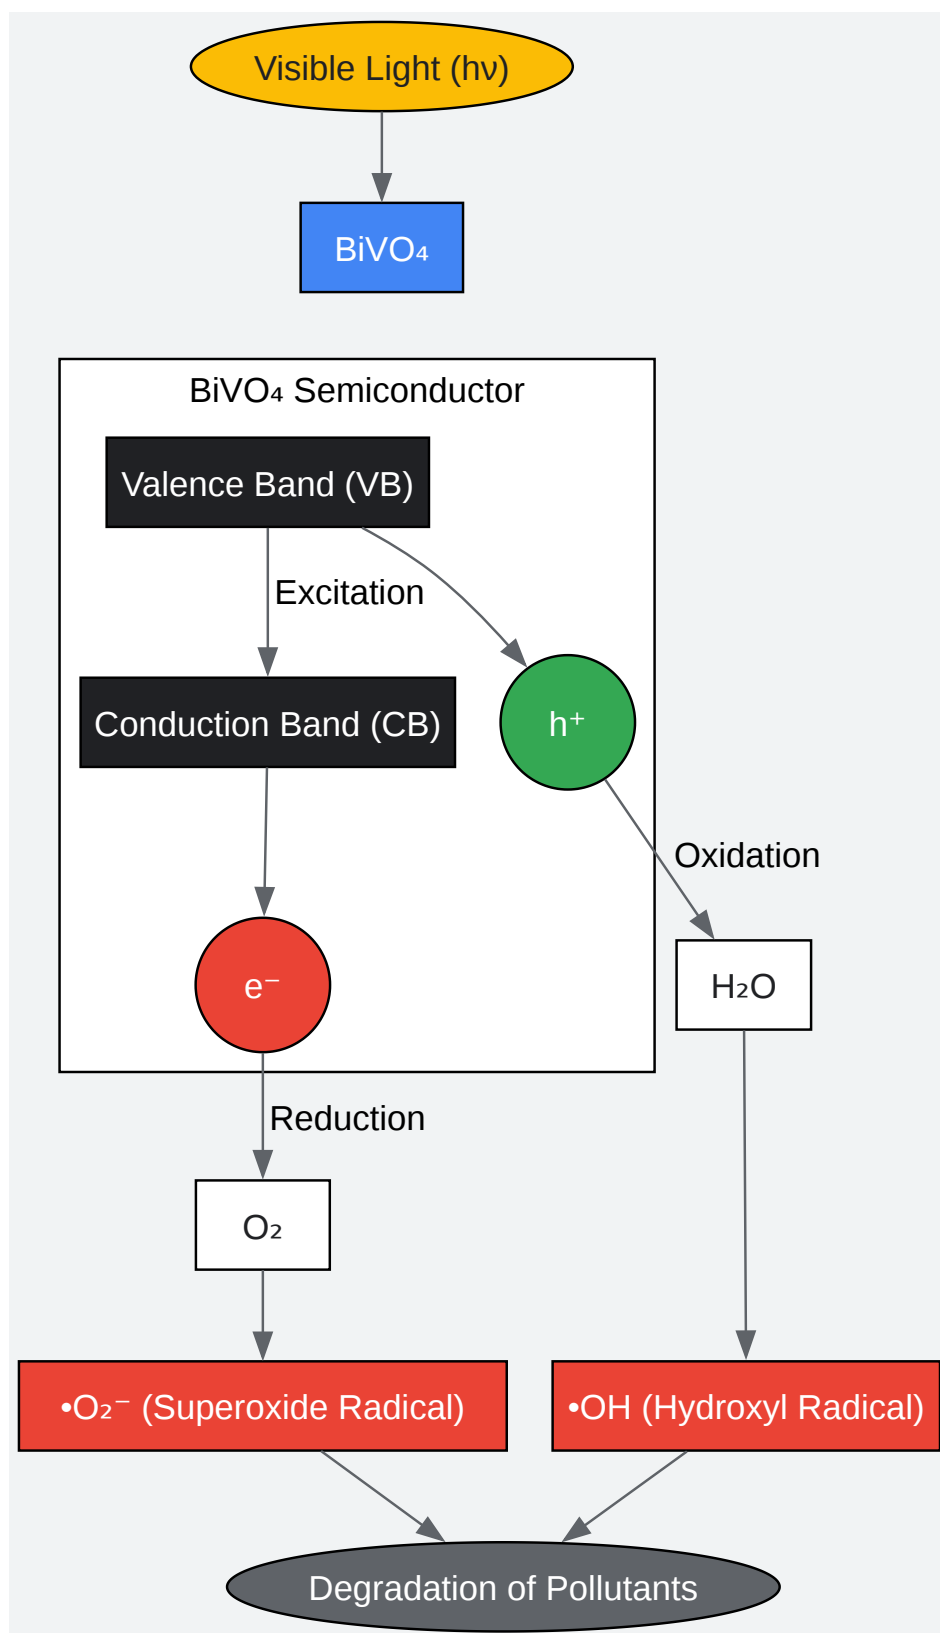 Visible Light (hν)
BiVO₄
BiVO₄ Semiconductor
Valence Band (VB)
Excitation
Conduction Band (CB)
h⁺
Oxidation
e⁻
H₂O
Reduction
O₂
•O₂⁻ (Superoxide Radical)
•OH (Hydroxyl Radical)
Degradation of Pollutants